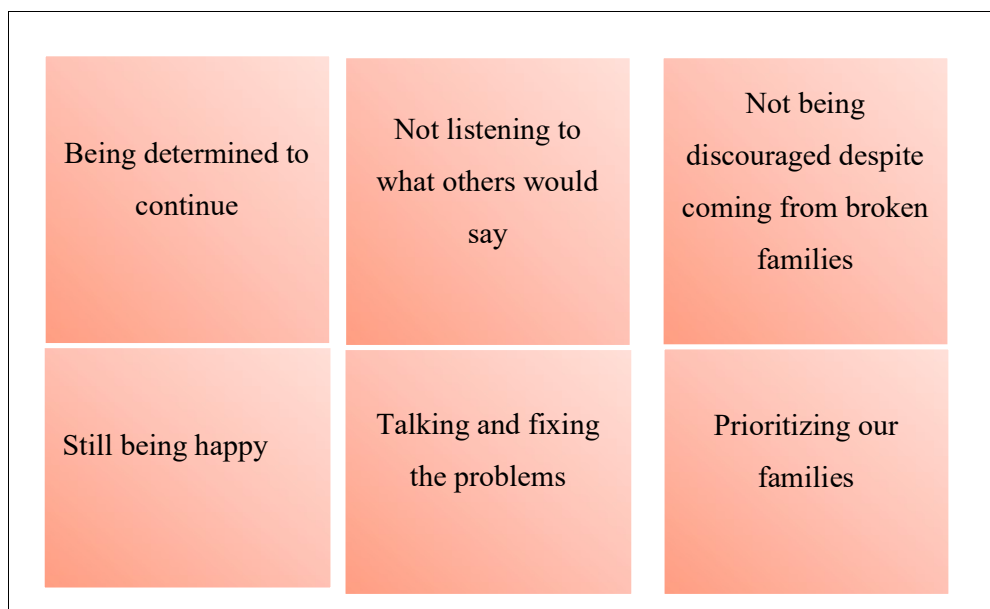 Being determined to
continue
Not listening to
what others would
say
Not being
discouraged despite
coming from broken
families
Still being happy
Talking and fixing
the problems
Prioritizing our
families